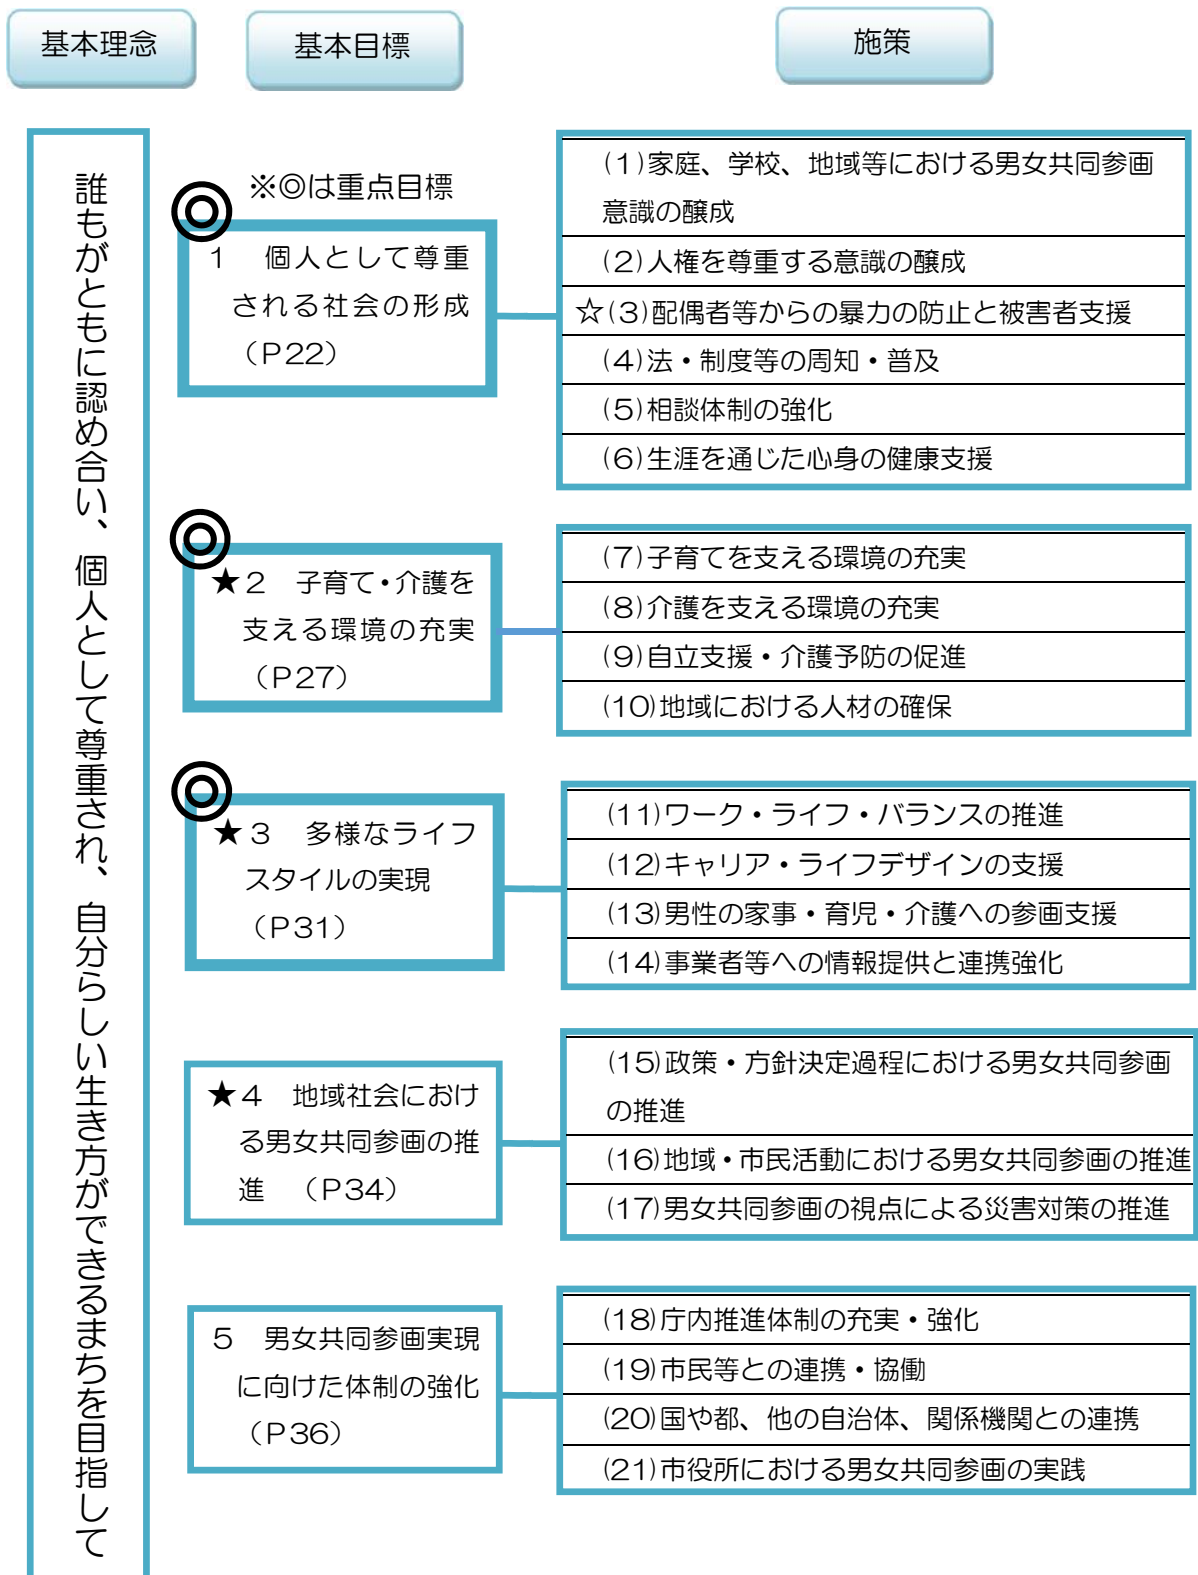 基本理念
基本目標
施策
誰もがともに認め合い、個人として尊重され、自分らしい生き方ができるまちを目指して
※◎は重点目標
◎
1　個人として尊重
される社会の形成
（P22）
(1)家庭、学校、地域等における男女共同参画
意識の醸成
(2)人権を尊重する意識の醸成
☆(3)配偶者等からの暴力の防止と被害者支援
(4)法・制度等の周知・普及
(5)相談体制の強化
(6)生涯を通じた心身の健康支援
◎
★2　子育て・介護を
支える環境の充実
（P27）
(7)子育てを支える環境の充実
(8)介護を支える環境の充実
(9)自立支援・介護予防の促進
(10)地域における人材の確保
◎
★3　多様なライフ
スタイルの実現
（P31）
(11)ワーク・ライフ・バランスの推進
(12)キャリア・ライフデザインの支援
(13)男性の家事・育児・介護への参画支援
(14)事業者等への情報提供と連携強化
★4　地域社会におけ
る男女共同参画の推
進　（P34）
(15)政策・方針決定過程における男女共同参画
の推進
(16)地域・市民活動における男女共同参画の推進
(17)男女共同参画の視点による災害対策の推進
5　男女共同参画実現
に向けた体制の強化
（P36）
(18)庁内推進体制の充実・強化
(19)市民等との連携・協働
(20)国や都、他の自治体、関係機関との連携
(21)市役所における男女共同参画の実践